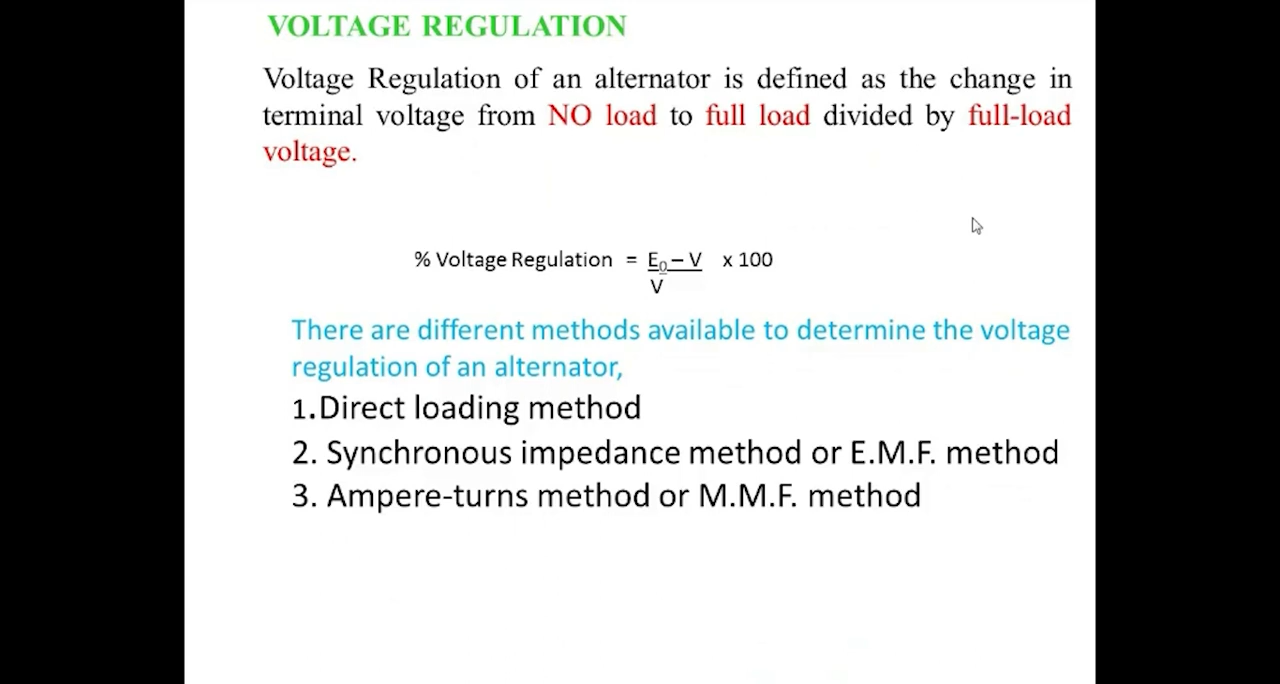 VOLTAGE REGULATION
Voltage Regulation of an alternator is defined as the change in
terminal voltage from NO load to full load divided by full-load
voltage.
% Voltage Regulation = E₀ – V x 100
V
There are different methods available to determine the voltage
regulation of an alternator,
1.Direct loading method
2. Synchronous impedance method or E.M.F. method
3. Ampere-turns method or M.M.F. method